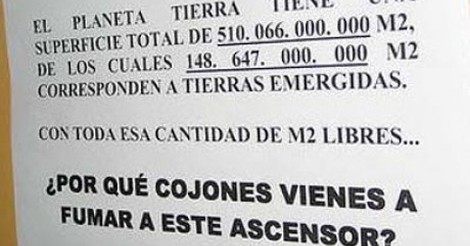 EL PLANETA TIERRA TIENE UNA
SUPERFICIE TOTAL DE 510. 066. 000. 000 M2,
DE LOS CUALES 148. 647. 000. 000 M2
CORRESPONDEN A TIERRAS EMERGIDAS.
CON TODA ESA CANTIDAD DE M2 LIBRES...
¿POR QUÉ COJONES VIENES A
FUMAR A ESTE ASCENSOR?